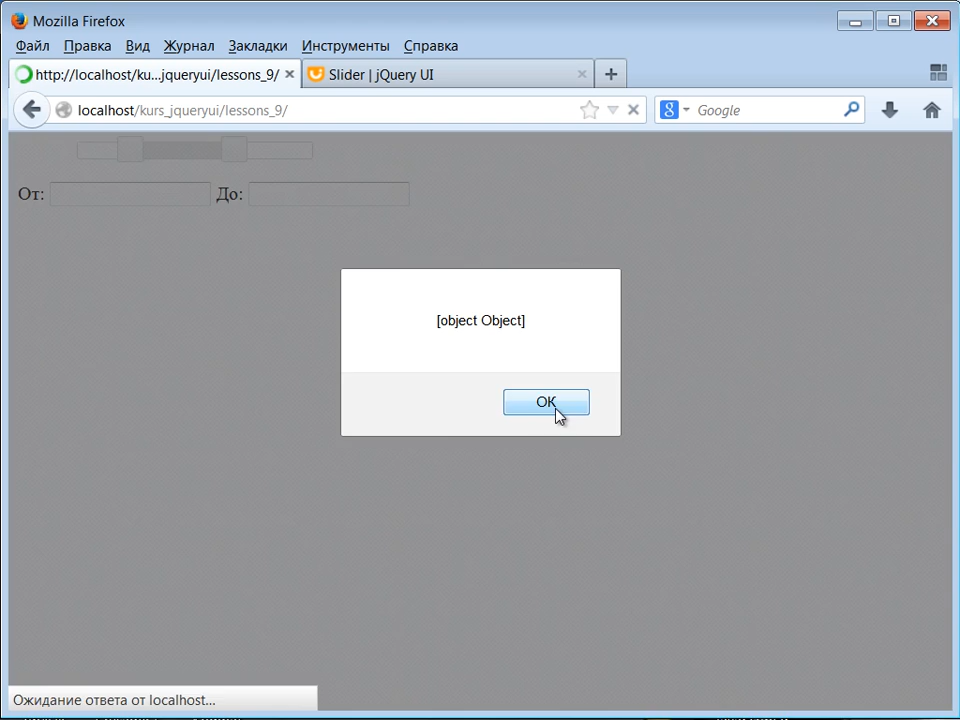 Mozilla Firefox
Файл Правка Вид Журнал Закладки Инструменты Справка
http://localhost/ku...jqueryui/lessons_9/ Slider | jQuery UI
localhost/kurs_jqueryui/lessons_9/ Google
От: До:
[object Object]
OK
Ожидание ответа от localhost...